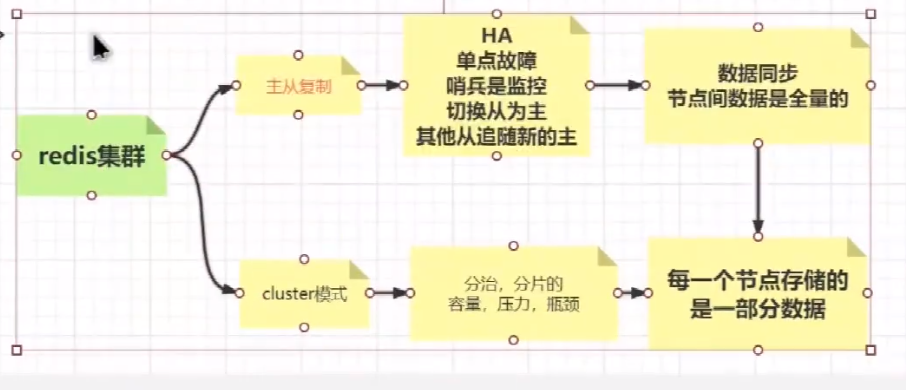 redis集群
主从复制
HA
单点故障
哨兵是监控
切换从为主
其他从追随新的主
数据同步
节点间数据是全量的
cluster模式
分治，分片的
容量，压力，瓶颈
每一个节点存储的
是一部分数据